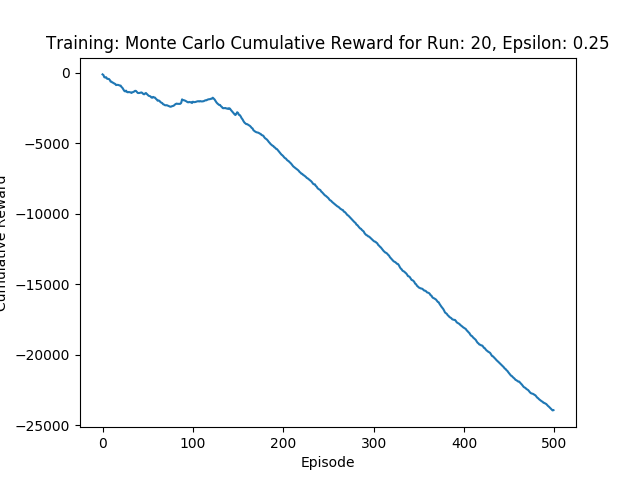 Training: Monte Carlo Cumulative Reward for Run: 20, Epsilon: 0.25
0
−5000
−10000
−15000
−20000
−25000
Cumulative Reward
0 100 200 300 400 500
Episode